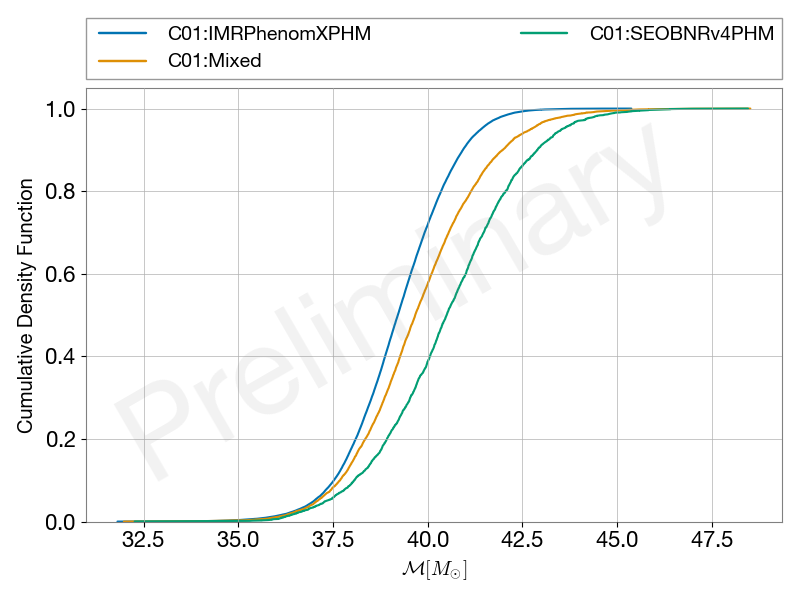 C01:IMRPhenomXPHM
C01:Mixed
C01:SEOBNRv4PHM
1.0
0.8
0.6
0.4
0.2
0.0
Cumulative Density Function
Preliminary
32.5 35.0 37.5 40.0 42.5 45.0 47.5
ℳ[M⊙]